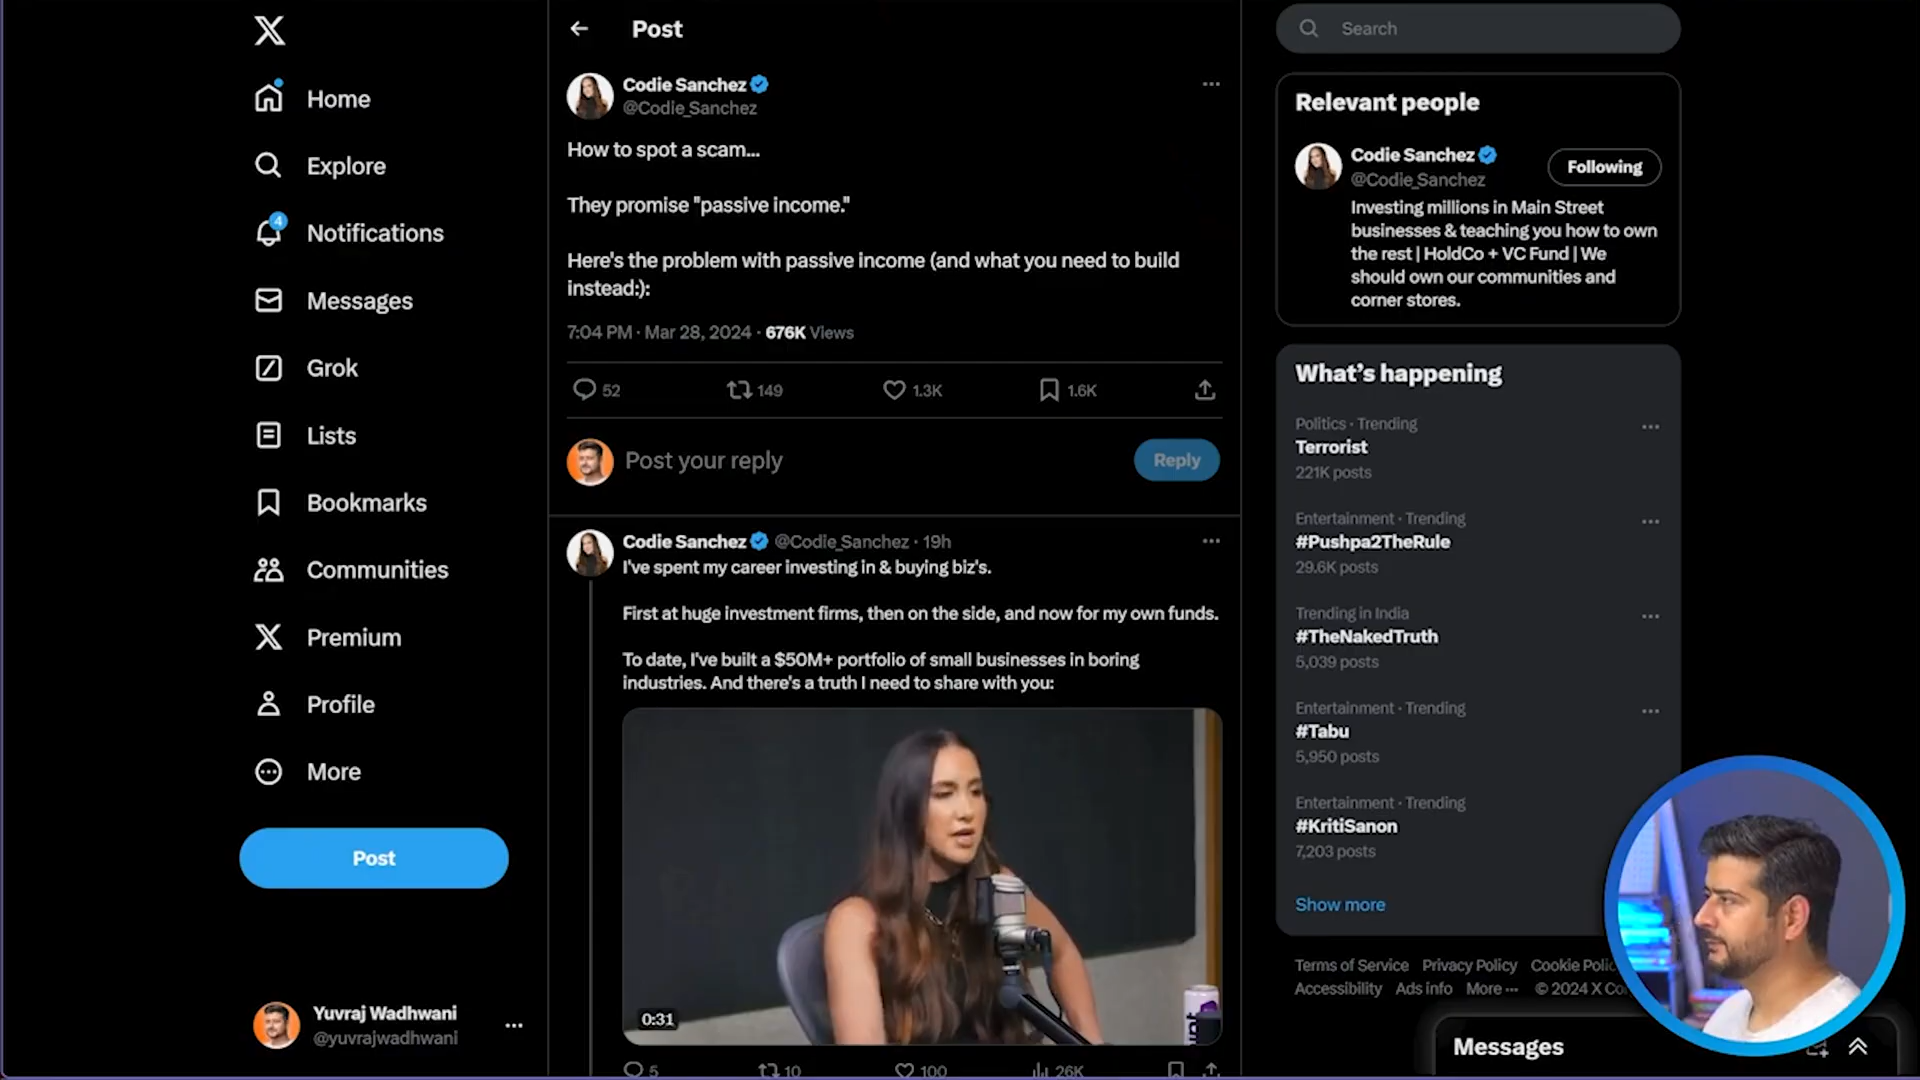 Home
Explore
4
Notifications
Messages
Grok
Lists
Bookmarks
Communities
Premium
Profile
More
Post
Yuvraj Wadhwani
@yuvrajwadhwani
Post
Codie Sanchez
@Codie_Sanchez
How to spot a scam...
They promise "passive income."
Here's the problem with passive income (and what you need to build
instead:):
7:04 PM · Mar 28, 2024 · 676K Views
52
149
1.3K
1.6K
Post your reply
Reply
Codie Sanchez @Codie_Sanchez · 19h
I've spent my career investing in & buying biz's.
First at huge investment firms, then on the side, and now for my own funds.
To date, I've built a $50M+ portfolio of small businesses in boring
industries. And there's a truth I need to share with you:
0:31
5
10
100
26K
Search
Relevant people
Codie Sanchez
@Codie_Sanchez
Following
Investing millions in Main Street
businesses & teaching you how to own
the rest | HoldCo + VC Fund | We
should own our communities and
corner stores.
What's happening
Politics · Trending
Terrorist
221K posts
Entertainment · Trending
#Pushpa2TheRule
29.6K posts
Trending in India
#TheNakedTruth
5,039 posts
Entertainment · Trending
#Tabu
5,950 posts
Entertainment · Trending
#KritiSanon
7,203 posts
Show more
Terms of Service Privacy Policy Cookie
Accessibility Ads info More ··· © 2024 X
Messages